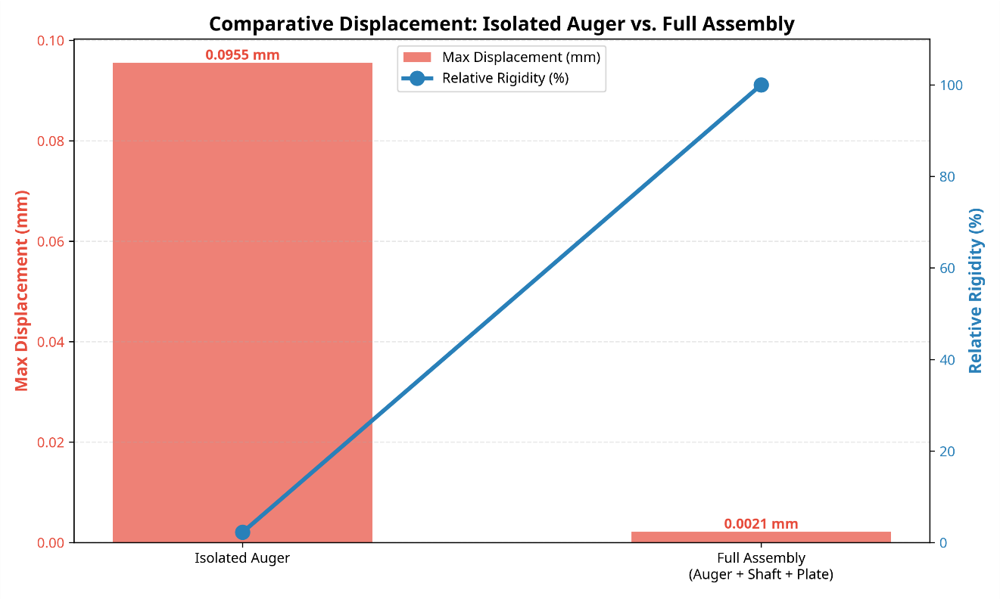 Comparative Displacement: Isolated Auger vs. Full Assembly
Max Displacement (mm)
Relative Rigidity (%)
0.0955 mm
0.0021 mm
0.10
0.08
0.06
0.04
0.02
0.00
Max Displacement (mm)
100
80
60
40
20
0
Relative Rigidity (%)
Isolated Auger
Full Assembly
(Auger + Shaft + Plate)